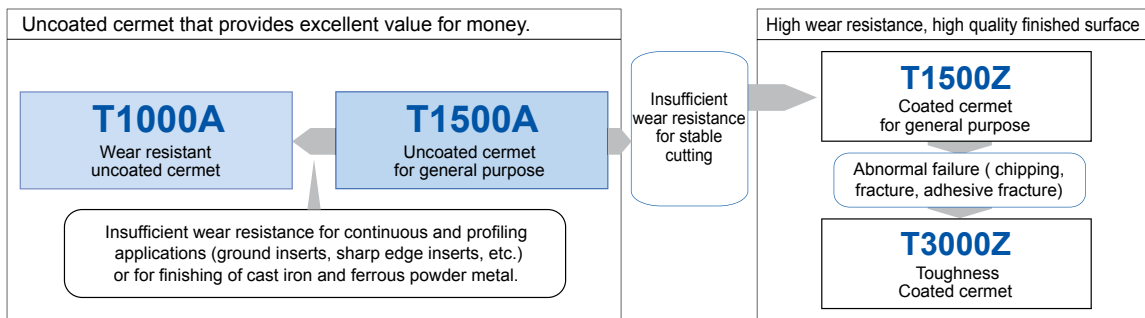 Uncoated cermet that provides excellent value for money.
T1000A
Wear resistant
uncoated cermet
T1500A
Uncoated cermet
for general purpose
Insufficient wear resistance for continuous and profiling
applications (ground inserts, sharp edge inserts, etc.)
or for finishing of cast iron and ferrous powder metal.
Insufficient
wear resistance
for stable
cutting
High wear resistance, high quality finished surface
T1500Z
Coated cermet
for general purpose
Abnormal failure ( chipping,
fracture, adhesive fracture)
T3000Z
Toughness
Coated cermet